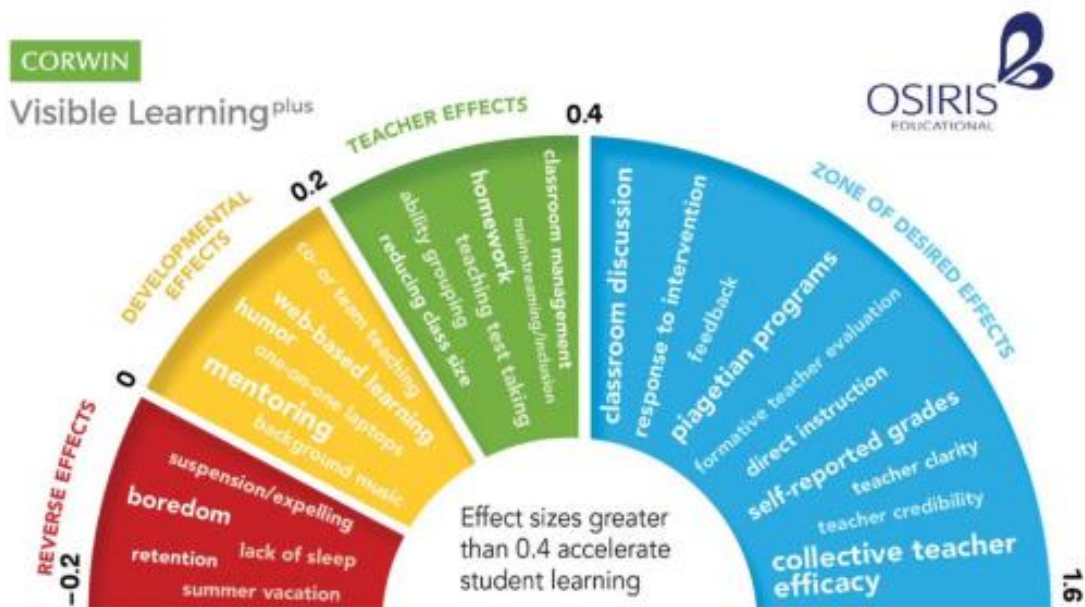 CORWIN
Visible Learning plus
OSIRIS
EDUCATIONAL
REVERSE EFFECTS
DEVELOPMENTAL
EFFECTS
TEACHER EFFECTS
ZONE OF DESIRED EFFECTS
−0.2
0
0.2
0.4
1.6
summer vacation
retention
lack of sleep
boredom
suspension/expelling
background music
mentoring
one-on-one laptops
humor
web-based learning
co- or team teaching
reducing class size
ability grouping
teaching test taking
homework
mainstreaming/inclusion
classroom management
classroom discussion
response to intervention
feedback
piagetian programs
formative teacher evaluation
direct instruction
self-reported grades
teacher clarity
teacher credibility
collective teacher
efficacy
Effect sizes greater
than 0.4 accelerate
student learning